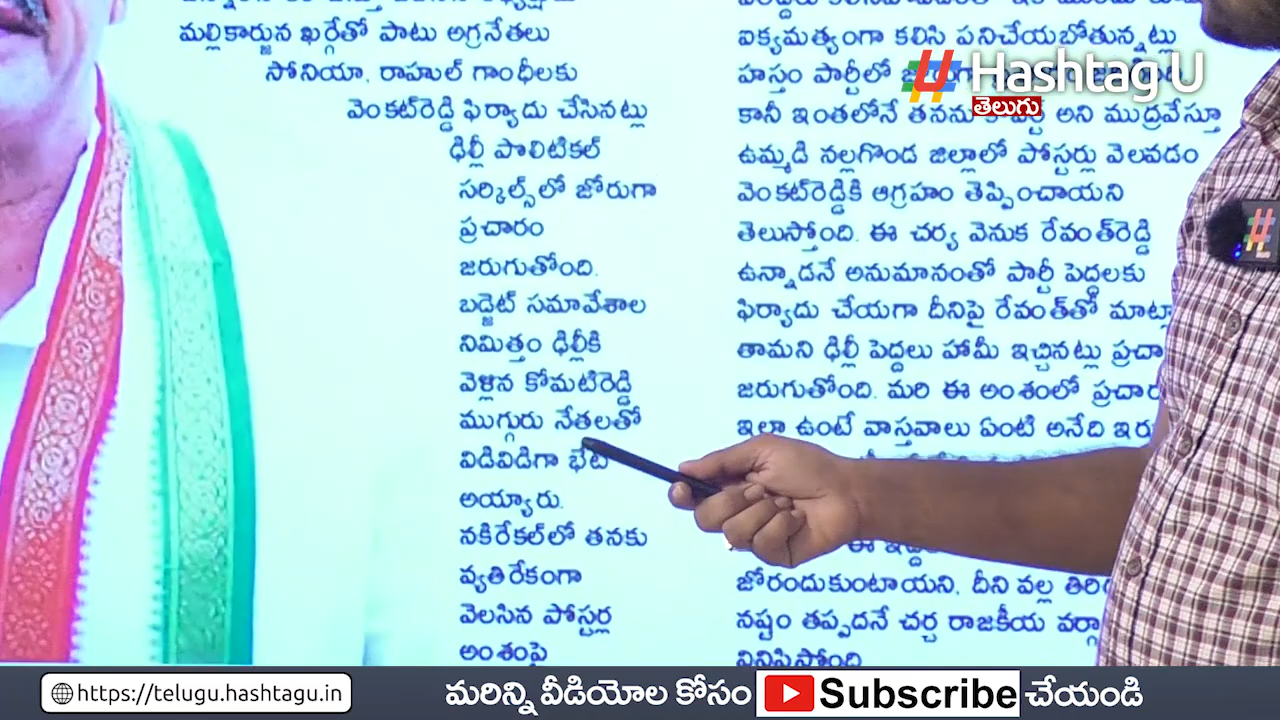 మల్లికార్జున ఖర్గేతో పాటు అగ్రనేతలు
సోనియా, రాహుల్ గాంధీలకు
వెంకట్‌రెడ్డి ఫిర్యాదు చేసినట్లు
ఢిల్లీ పొలిటికల్
సర్కిల్స్‌లో జోరుగా
ప్రచారం
జరుగుతోంది.
బడ్జెట్ సమావేశాల
నిమిత్తం ఢిల్లీకి
వెళ్లిన కోమటిరెడ్డి
ముగ్గురు నేతలతో
విడివిడిగా భేటీ
అయ్యారు.
నకిరేకల్‌లో తనకు
వ్యతిరేకంగా
వెలసిన పోస్టర్ల
అంశంపై
ఐక్యమత్యంగా కలిసి పనిచేయబోతున్నట్లు
హస్తం పార్టీలో
కానీ ఇంతలోనే తనను అని ముద్రవేస్తూ
ఉమ్మడి నల్లగొండ జిల్లాలో పోస్టర్లు వెలవడం
వెంకట్‌రెడ్డికి ఆగ్రహం తెప్పించాయని
తెలుస్తోంది. ఈ చర్య వెనుక రేవంత్‌రెడ్డి
ఉన్నాడనే అనుమానంతో పార్టీ పెద్దలకు
ఫిర్యాదు చేయగా దీనిపై రేవంత్‌తో
తామని ఢిల్లీ పెద్దలు హామీ ఇచ్చినట్లు
జరుగుతోంది. మరి ఈ అంశంలో
ఇలా ఉంటే వాస్తవాలు ఏంటి అనేది
జోరందుకుంటాయని, దీని వల్ల
నష్టం తప్పదనే చర్చ రాజకీయ
వినిపిస్తోంది
Hashtag U
తెలుగు
https://telugu.hashtagu.in
మరిన్ని వీడియోల కోసం Subscribe చేయండి